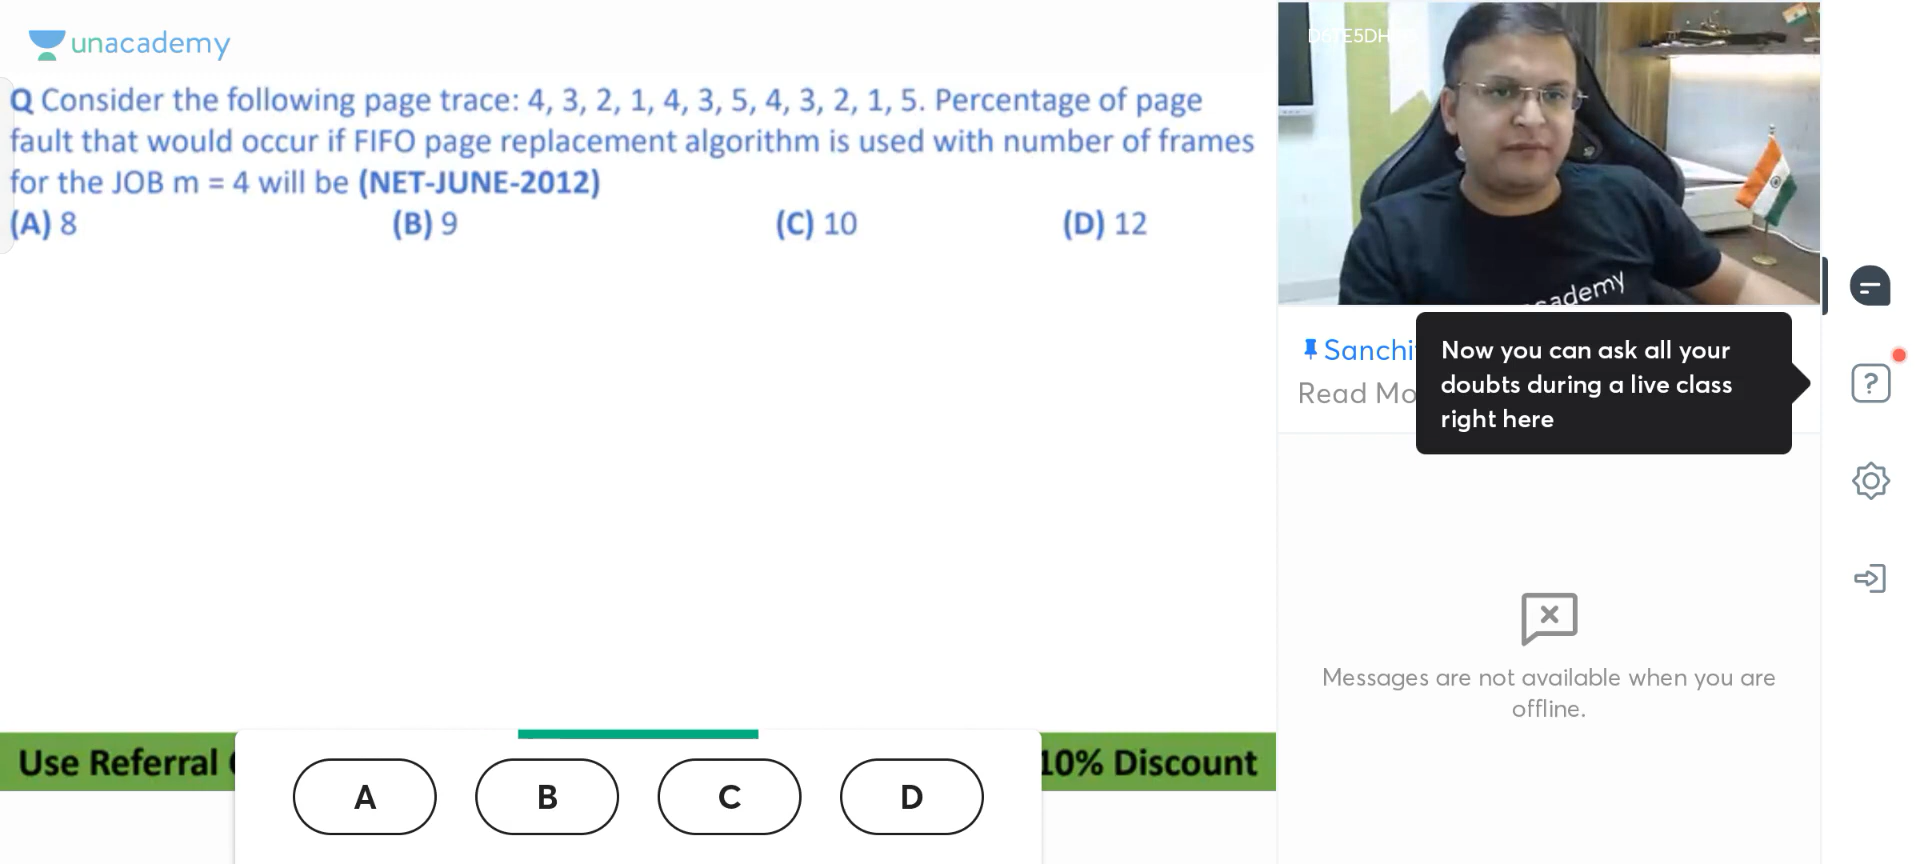 unacademy
Q Consider the following page trace: 4, 3, 2, 1, 4, 3, 5, 4, 3, 2, 1, 5. Percentage of page
fault that would occur if FIFO page replacement algorithm is used with number of frames
for the JOB m = 4 will be (NET-JUNE-2012)
(A) 8 (B) 9 (C) 10 (D) 12
Use Referral
10% Discount
A B C D
Sanchi
Read Mo
Now you can ask all your
doubts during a live class
right here
Messages are not available when you are
offline.